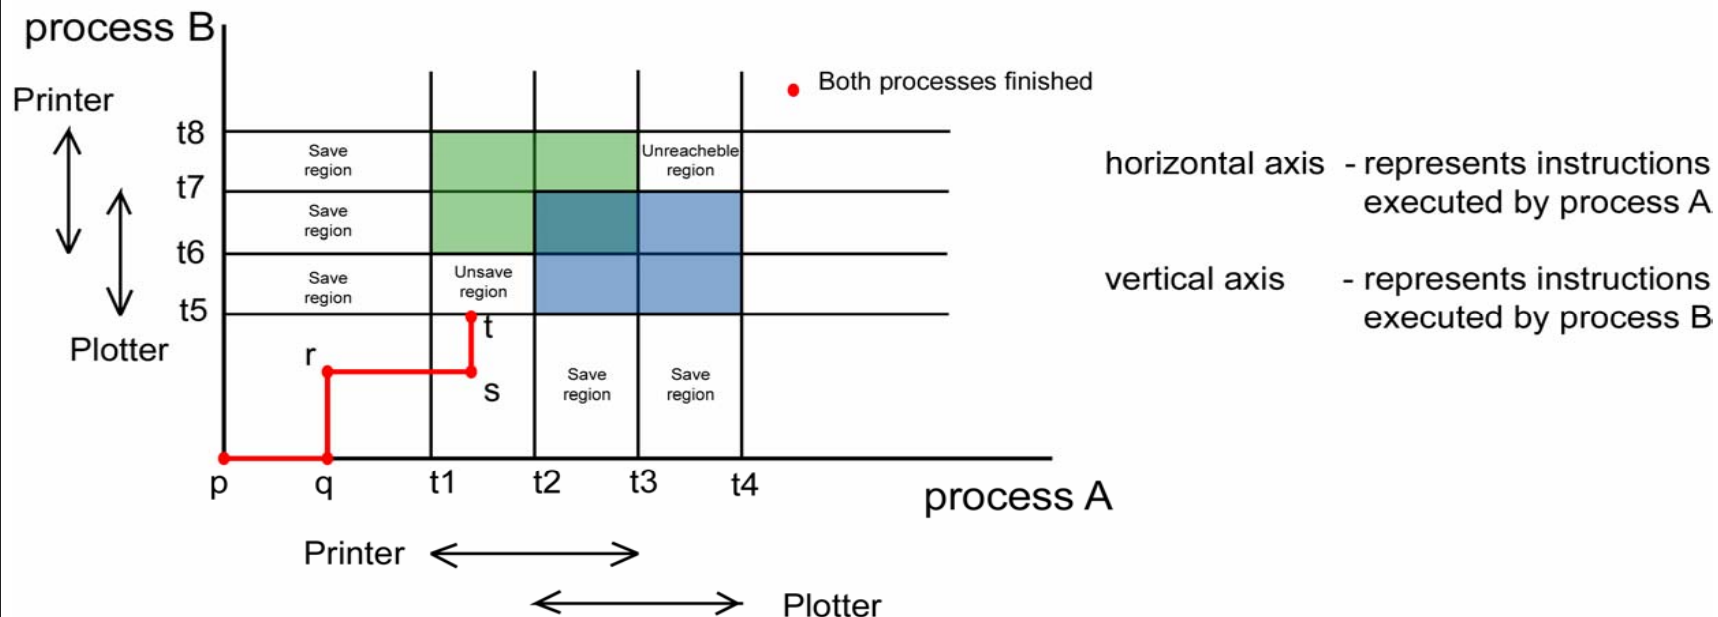 process B
Printer
Both processes finished
t8
Save
region
Unreacheble
region
horizontal axis - represents instructions
executed by process A
t7
Save
region
t6
Save
region
Unsave
region
vertical axis - represents instructions
executed by process B
t5
t
Plotter
r
s
Save
region
Save
region
p
q
t1
t2
t3
t4
process A
Printer
Plotter